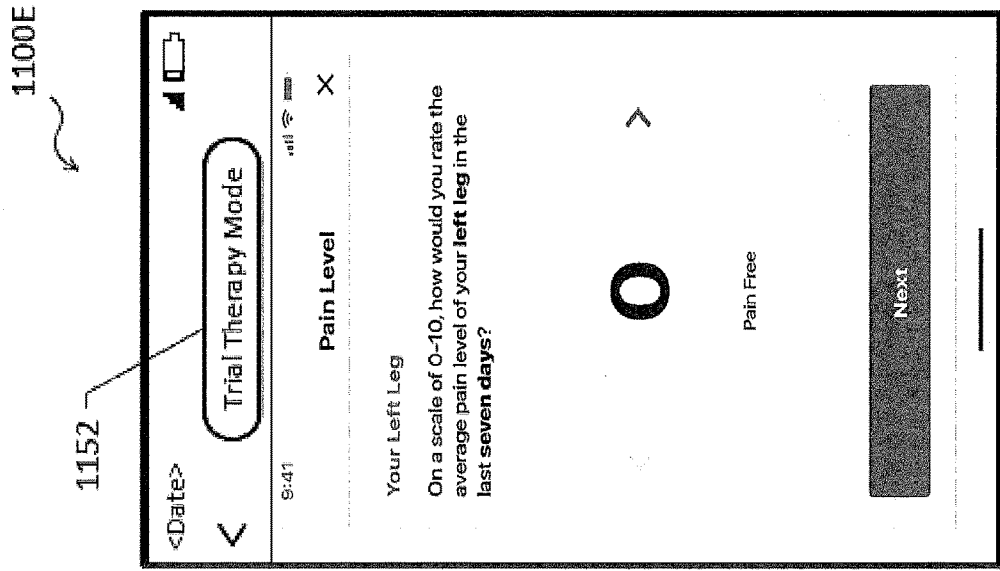 1100E
1152
<Date>
Trial Therapy Mode
9:41
Pain Level
Your Left Leg
On a scale of 0-10, how would you rate the
average pain level of your left leg in the
last seven days?
0
Pain Free
Next